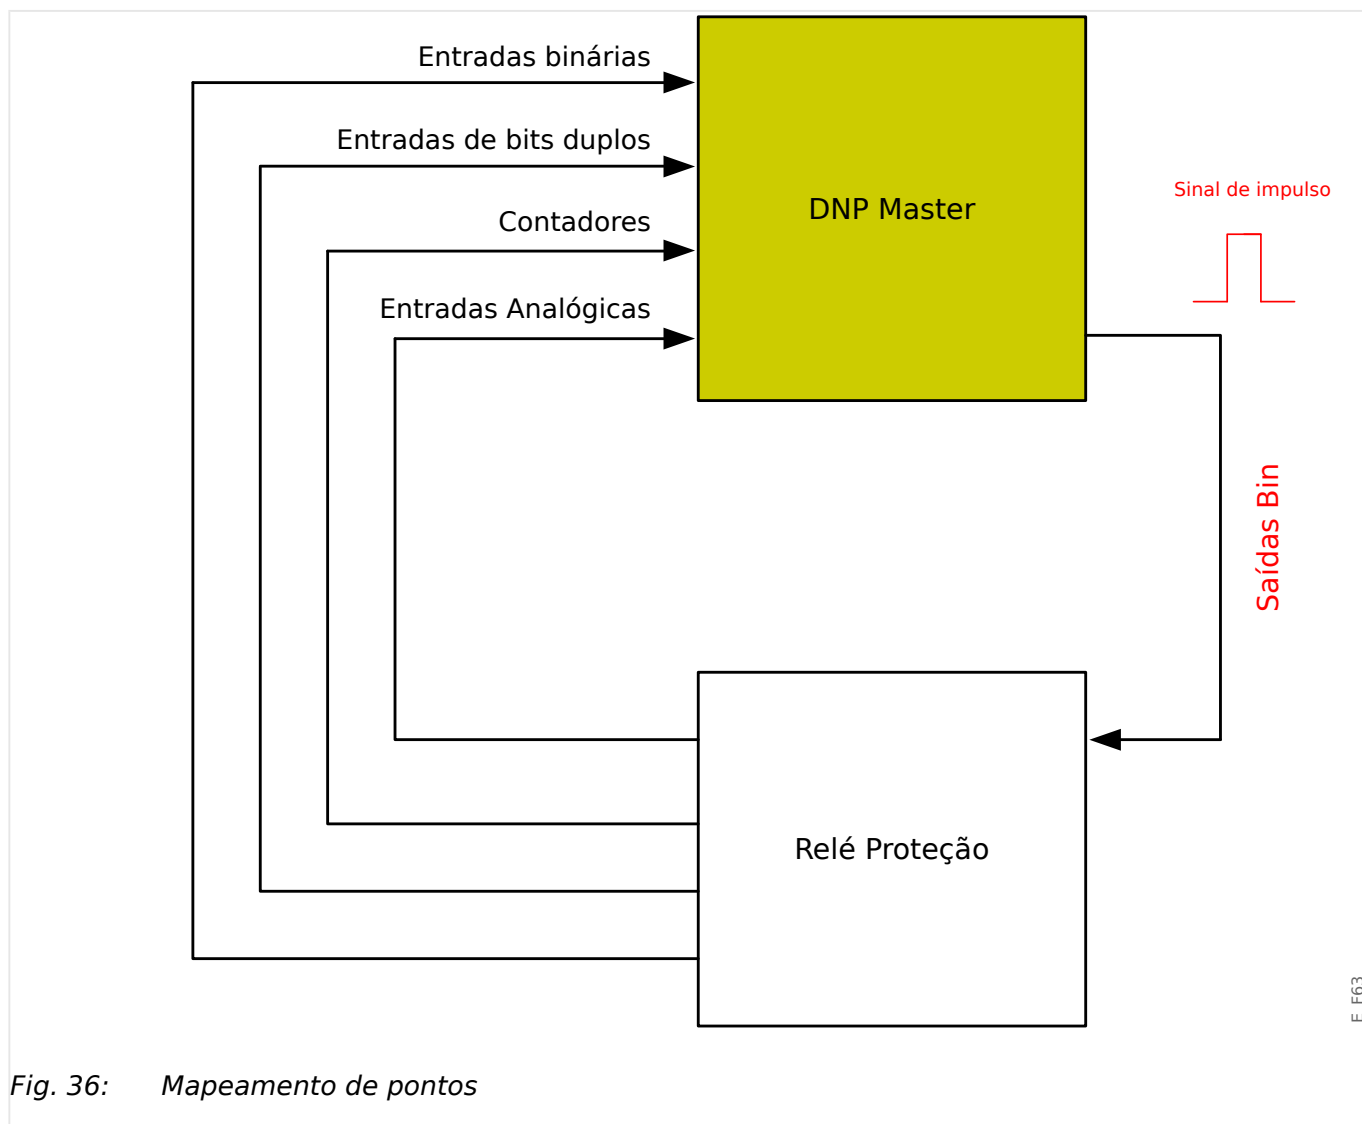 Entradas binárias
Entradas de bits duplos
Contadores
Entradas Analógicas
DNP Master
Sinal de impulso
Saídas Bin
Relé Proteção
Fig. 36: Mapeamento de pontos